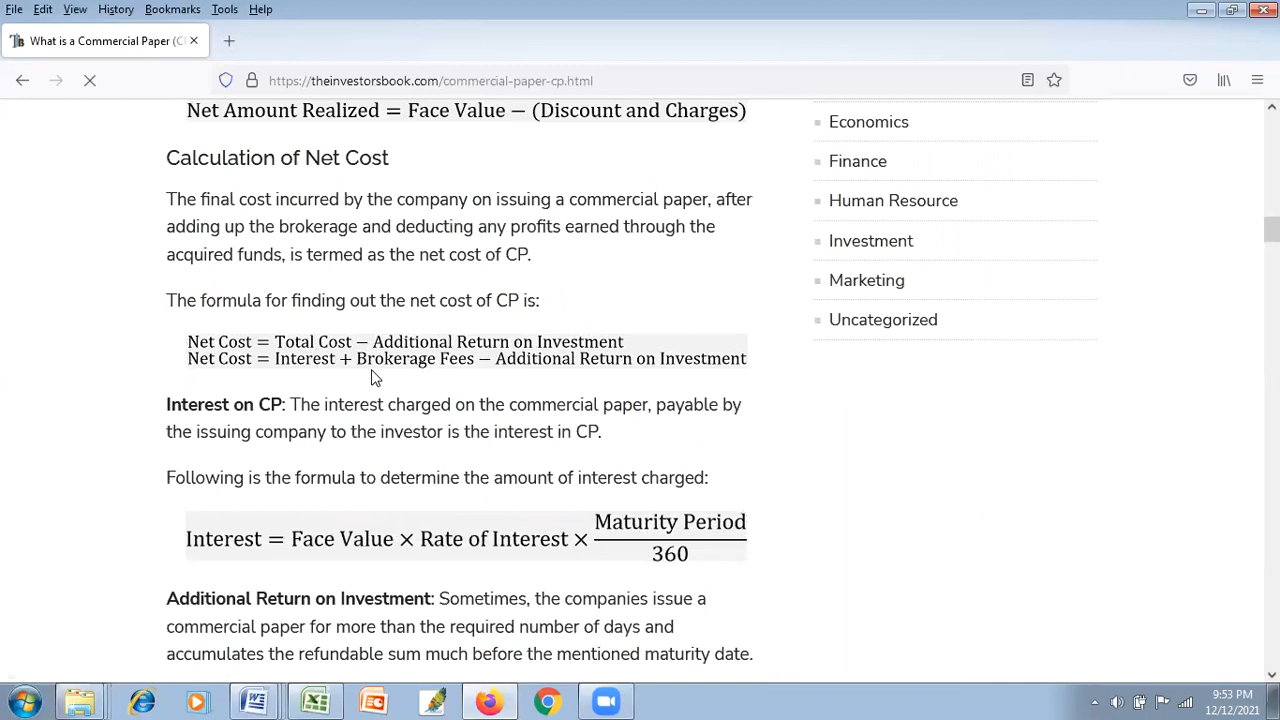 File Edit View History Bookmarks Tools Help
What is a Commercial Paper (C
https://theinvestorsbook.com/commercial-paper-cp.html
Net Amount Realized = Face Value − (Discount and Charges)
Calculation of Net Cost
The final cost incurred by the company on issuing a commercial paper, after
adding up the brokerage and deducting any profits earned through the
acquired funds, is termed as the net cost of CP.
The formula for finding out the net cost of CP is:
Net Cost = Total Cost − Additional Return on Investment
Net Cost = Interest + Brokerage Fees − Additional Return on Investment
Interest on CP: The interest charged on the commercial paper, payable by
the issuing company to the investor is the interest in CP.
Following is the formula to determine the amount of interest charged:
Interest = Face Value × Rate of Interest × Maturity Period
360
Additional Return on Investment: Sometimes, the companies issue a
commercial paper for more than the required number of days and
accumulates the refundable sum much before the mentioned maturity date.
Economics
Finance
Human Resource
Investment
Marketing
Uncategorized
9:53 PM
12/12/2021